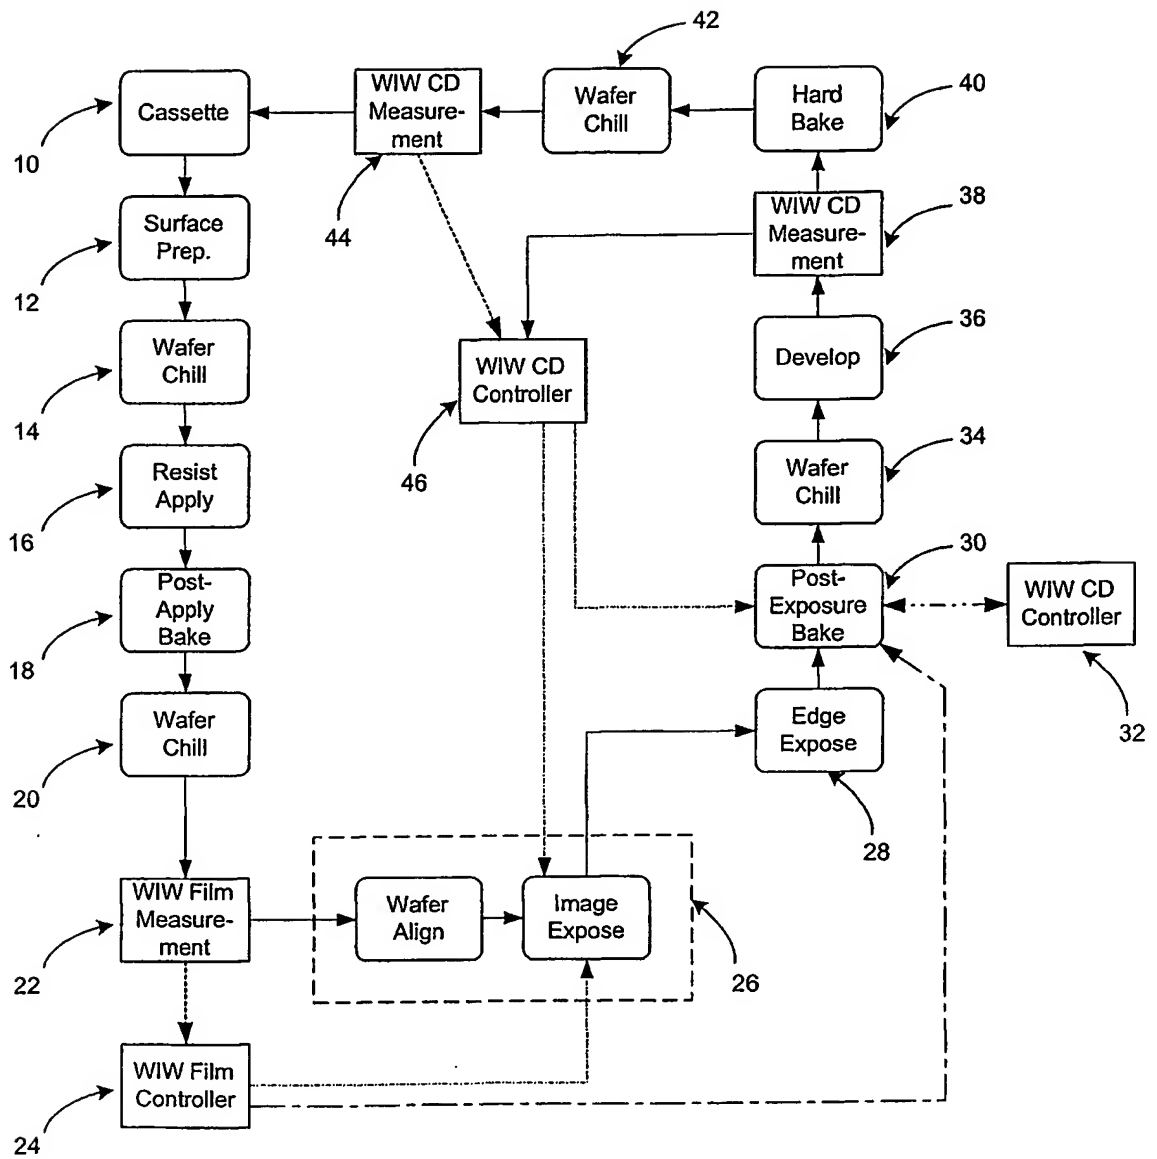 42
WIW CD
Measure-
ment
Wafer
Chill
Hard
Bake
40
Cassette
10
44
Surface
Prep.
12
WIW CD
Measure-
ment
38
Wafer
Chill
14
WIW CD
Controller
46
Develop
36
Resist
Apply
16
Wafer
Chill
34
Post-
Apply
Bake
18
Post-
Exposure
Bake
30
WIW CD
Controller
32
Wafer
Chill
20
Edge
Expose
28
WIW Film
Measure-
ment
22
Wafer
Align
Image
Expose
26
WIW Film
Controller
24